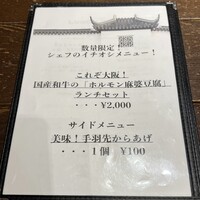 数量限定！
シェフのイチオシメニュー！
これぞ大阪！
国産和牛の「ホルモン麻婆豆腐」
ランチセット
・・・¥2,000
サイドメニュー
美味！手羽先からあげ
・・・1個 ¥100